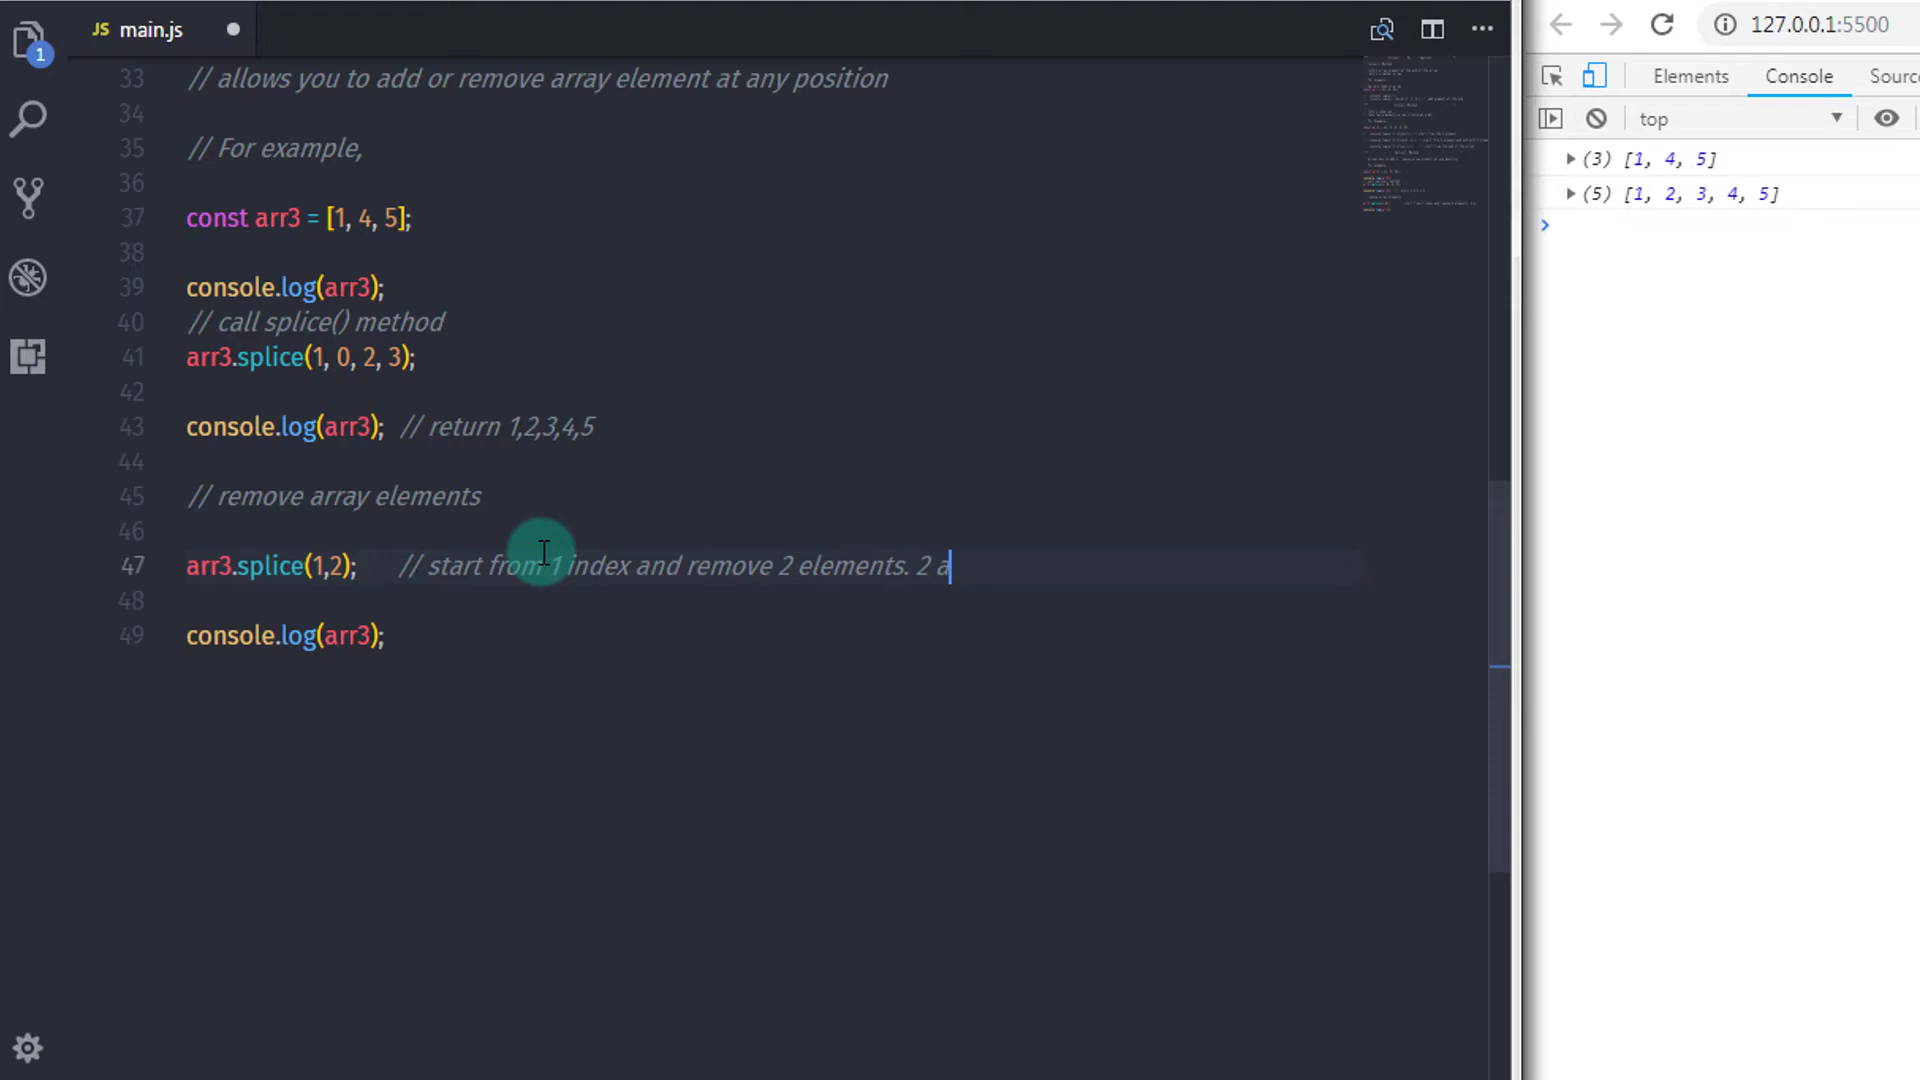 JS main.js
1
33 // allows you to add or remove array element at any position
34
35 // For example,
36
37 const arr3 = [1, 4, 5];
38
39 console.log(arr3);
40 // call splice() method
41 arr3.splice(1, 0, 2, 3);
42
43 console.log(arr3); // return 1,2,3,4,5
44
45 // remove array elements
46
47 arr3.splice(1,2); // start from 1 index and remove 2 elements. 2 a
48
49 console.log(arr3);
127.0.0.1:5500
Elements Console Sourc
top
(3) [1, 4, 5]
(5) [1, 2, 3, 4, 5]